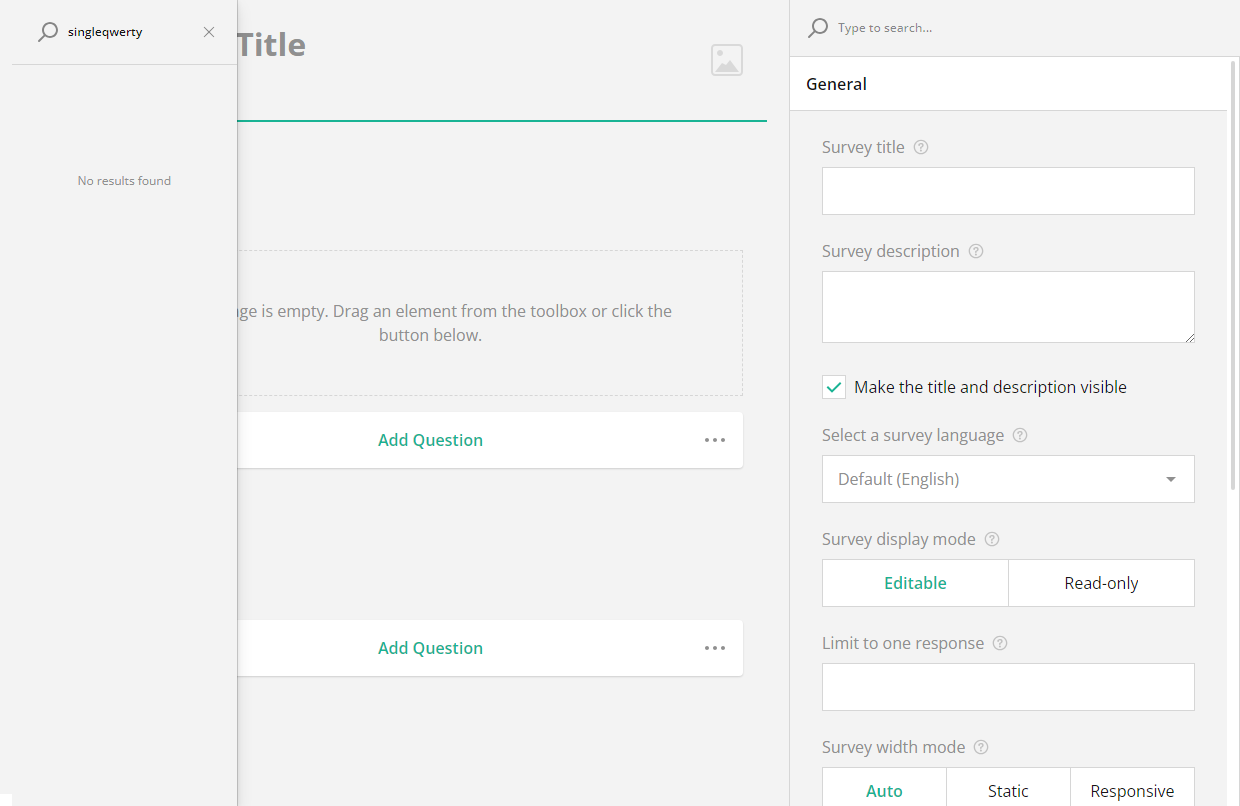 singleqwerty
No results found
Title
ge is empty. Drag an element from the toolbox or click the
button below.
Add Question
Add Question
Type to search...
General
Survey title
Survey description
Make the title and description visible
Select a survey language
Default (English)
Survey display mode
Editable
Read-only
Limit to one response
Survey width mode
Auto
Static
Responsive